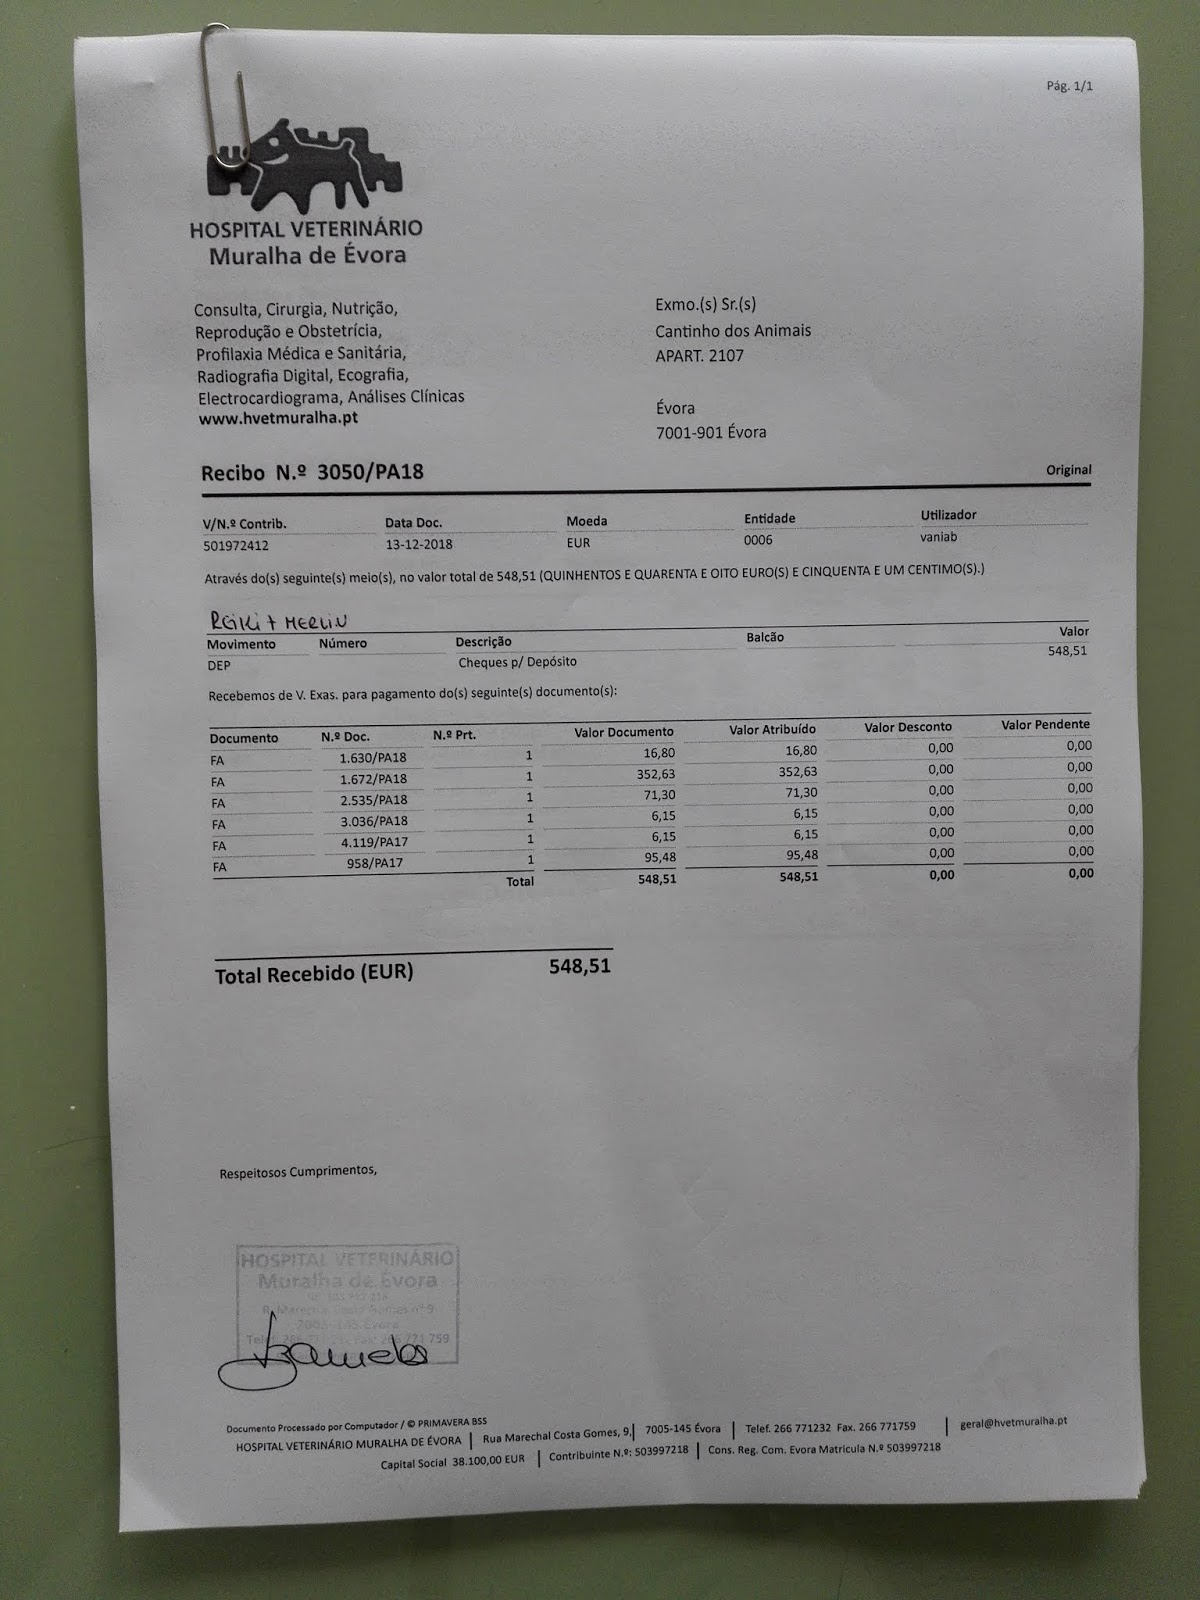 Pág. 1/1
HOSPITAL VETERINÁRIO
Muralha de Évora
Consulta, Cirurgia, Nutrição,
Reprodução e Obstetrícia,
Profilaxia Médica e Sanitária,
Radiografia Digital, Ecografia,
Electrocardiograma, Análises Clínicas
www.hvetmuralha.pt
Exmo.(s) Sr.(s)
Cantinho dos Animais
APART. 2107
Évora
7001-901 Évora
Recibo N.º 3050/PA18 Original
V/N.º Contrib. Data Doc. Moeda Entidade Utilizador
501972412 13-12-2018 EUR 0006 vaniab
Através do(s) seguinte(s) meio(s), no valor total de 548,51 (QUINHENTOS E QUARENTA E OITO EURO(S) E CINQUENTA E UM CENTIMO(S).)
REIKI + MERLIN
Movimento Número Descrição Balcão Valor
DEP Cheques p/ Depósito 548,51
Recebemos de V. Exas. para pagamento do(s) seguinte(s) documento(s):
Documento N.º Doc. N.º Prt. Valor Documento Valor Atribuído Valor Desconto Valor Pendente
FA 1.630/PA18 1 16,80 16,80 0,00 0,00
FA 1.672/PA18 1 352,63 352,63 0,00 0,00
FA 2.535/PA18 1 71,30 71,30 0,00 0,00
FA 3.036/PA18 1 6,15 6,15 0,00 0,00
FA 4.119/PA17 1 6,15 6,15 0,00 0,00
FA 958/PA17 1 95,48 95,48 0,00 0,00
Total 548,51 548,51 0,00 0,00
Total Recebido (EUR) 548,51
Respeitosos Cumprimentos,
HOSPITAL VETERINÁRIO
Muralha de Évora
R. Marechal Costa Gomes nº 9
7005-145 Évora
Documento Processado por Computador / © PRIMAVERA BSS
HOSPITAL VETERINÁRIO MURALHA DE ÉVORA | Rua Marechal Costa Gomes, 9, | 7005-145 Évora | Telef. 266 771232 Fax. 266 771759 | geral@hvetmuralha.pt
Capital Social 38.100,00 EUR | Contribuinte N.º: 503997218 | Cons. Reg. Com. Evora Matricula N.º 503997218